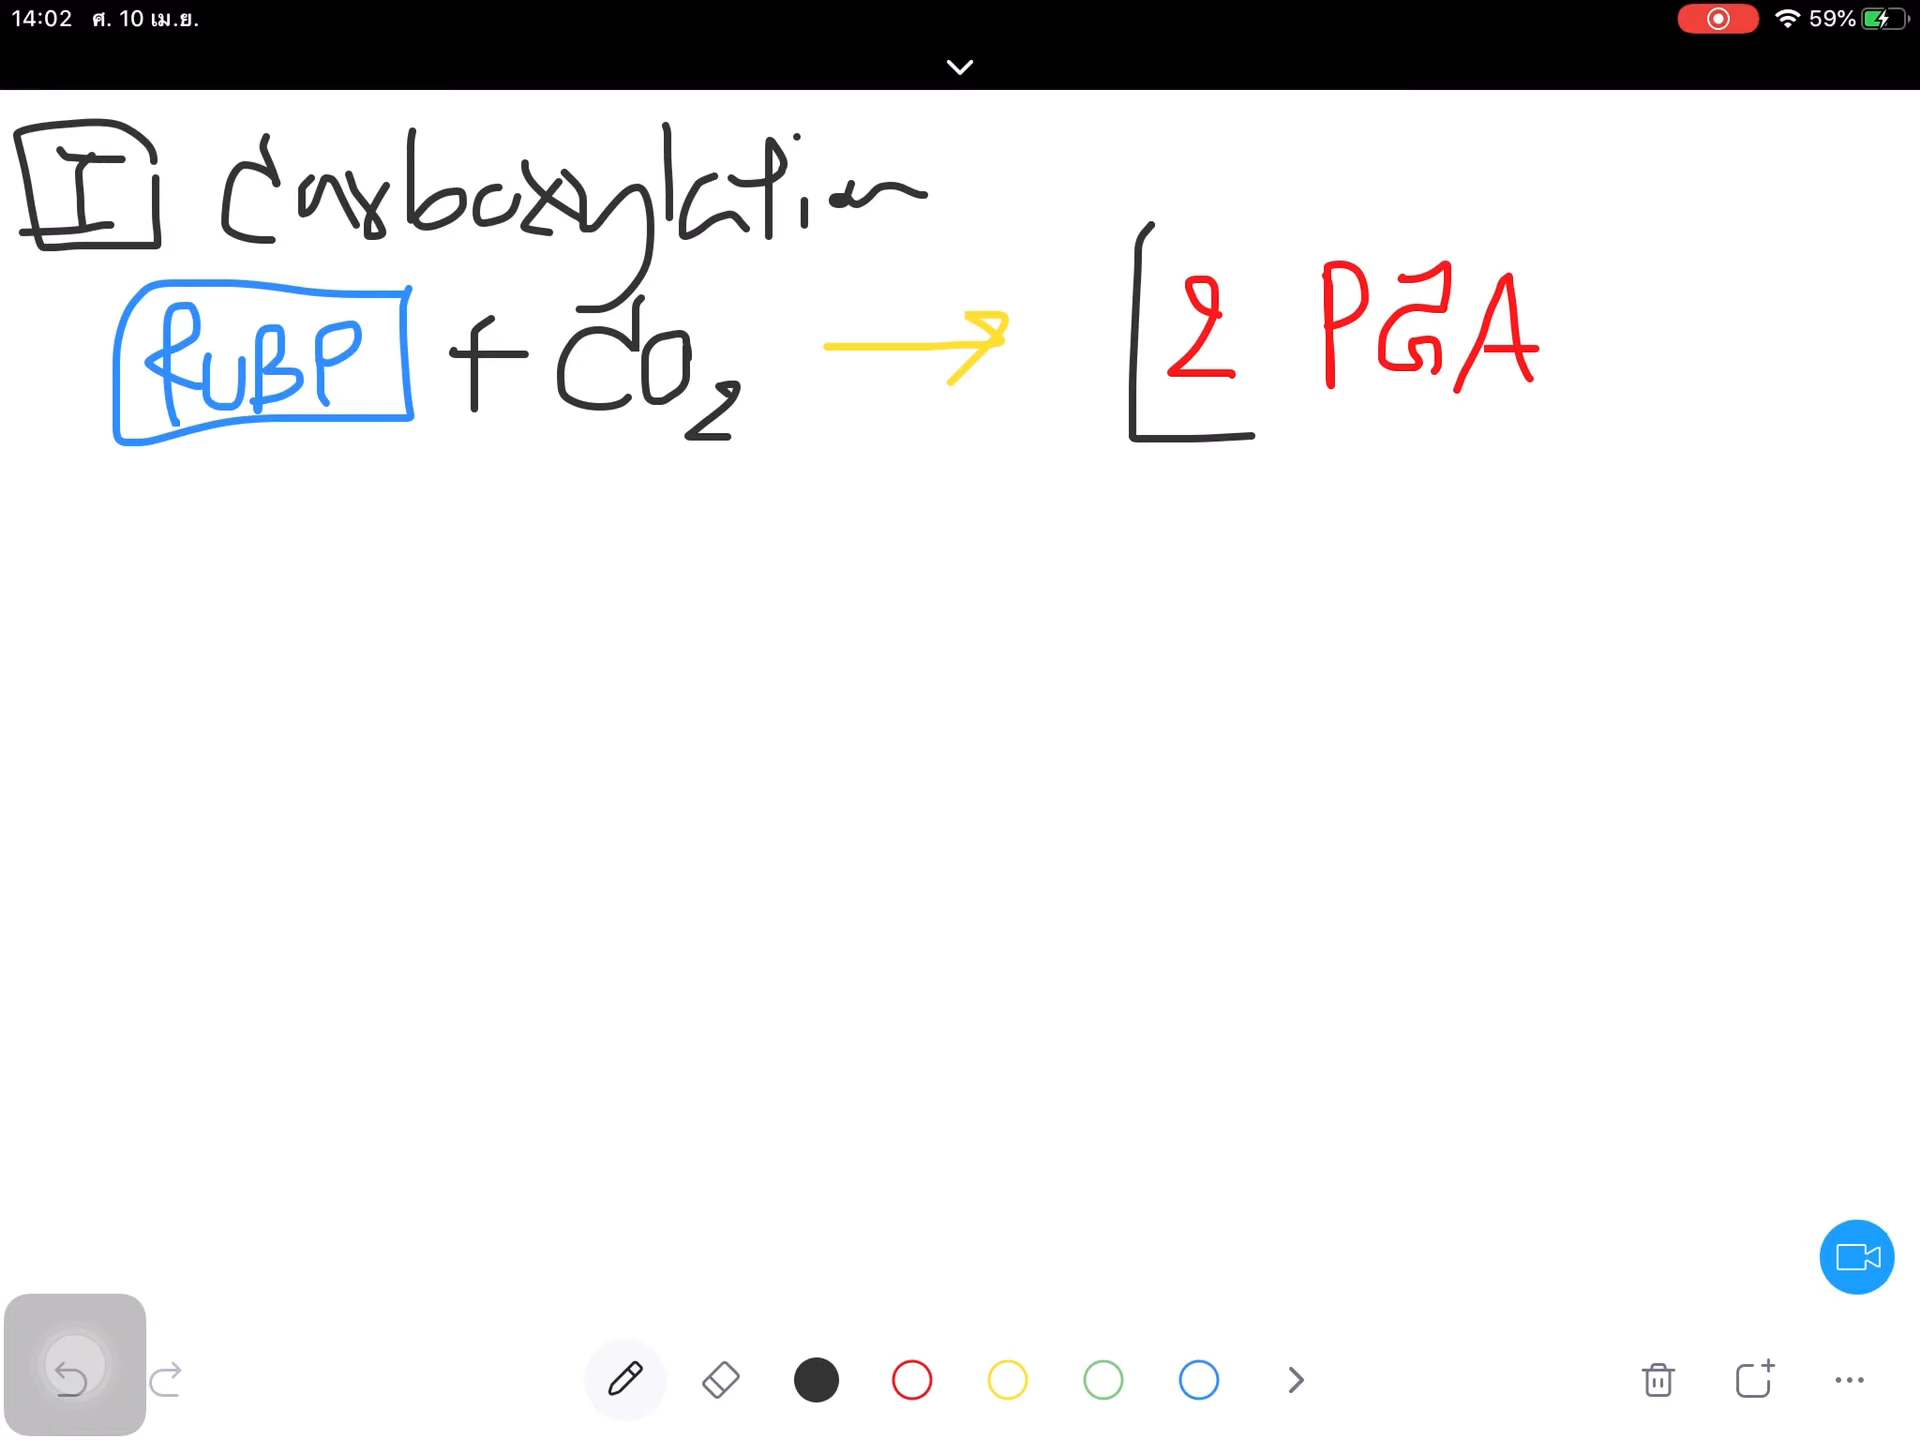 14:02 ศ. 10 เม.ย. 59%
I Carboxylation
RuBP + CO2 → 2 PGA